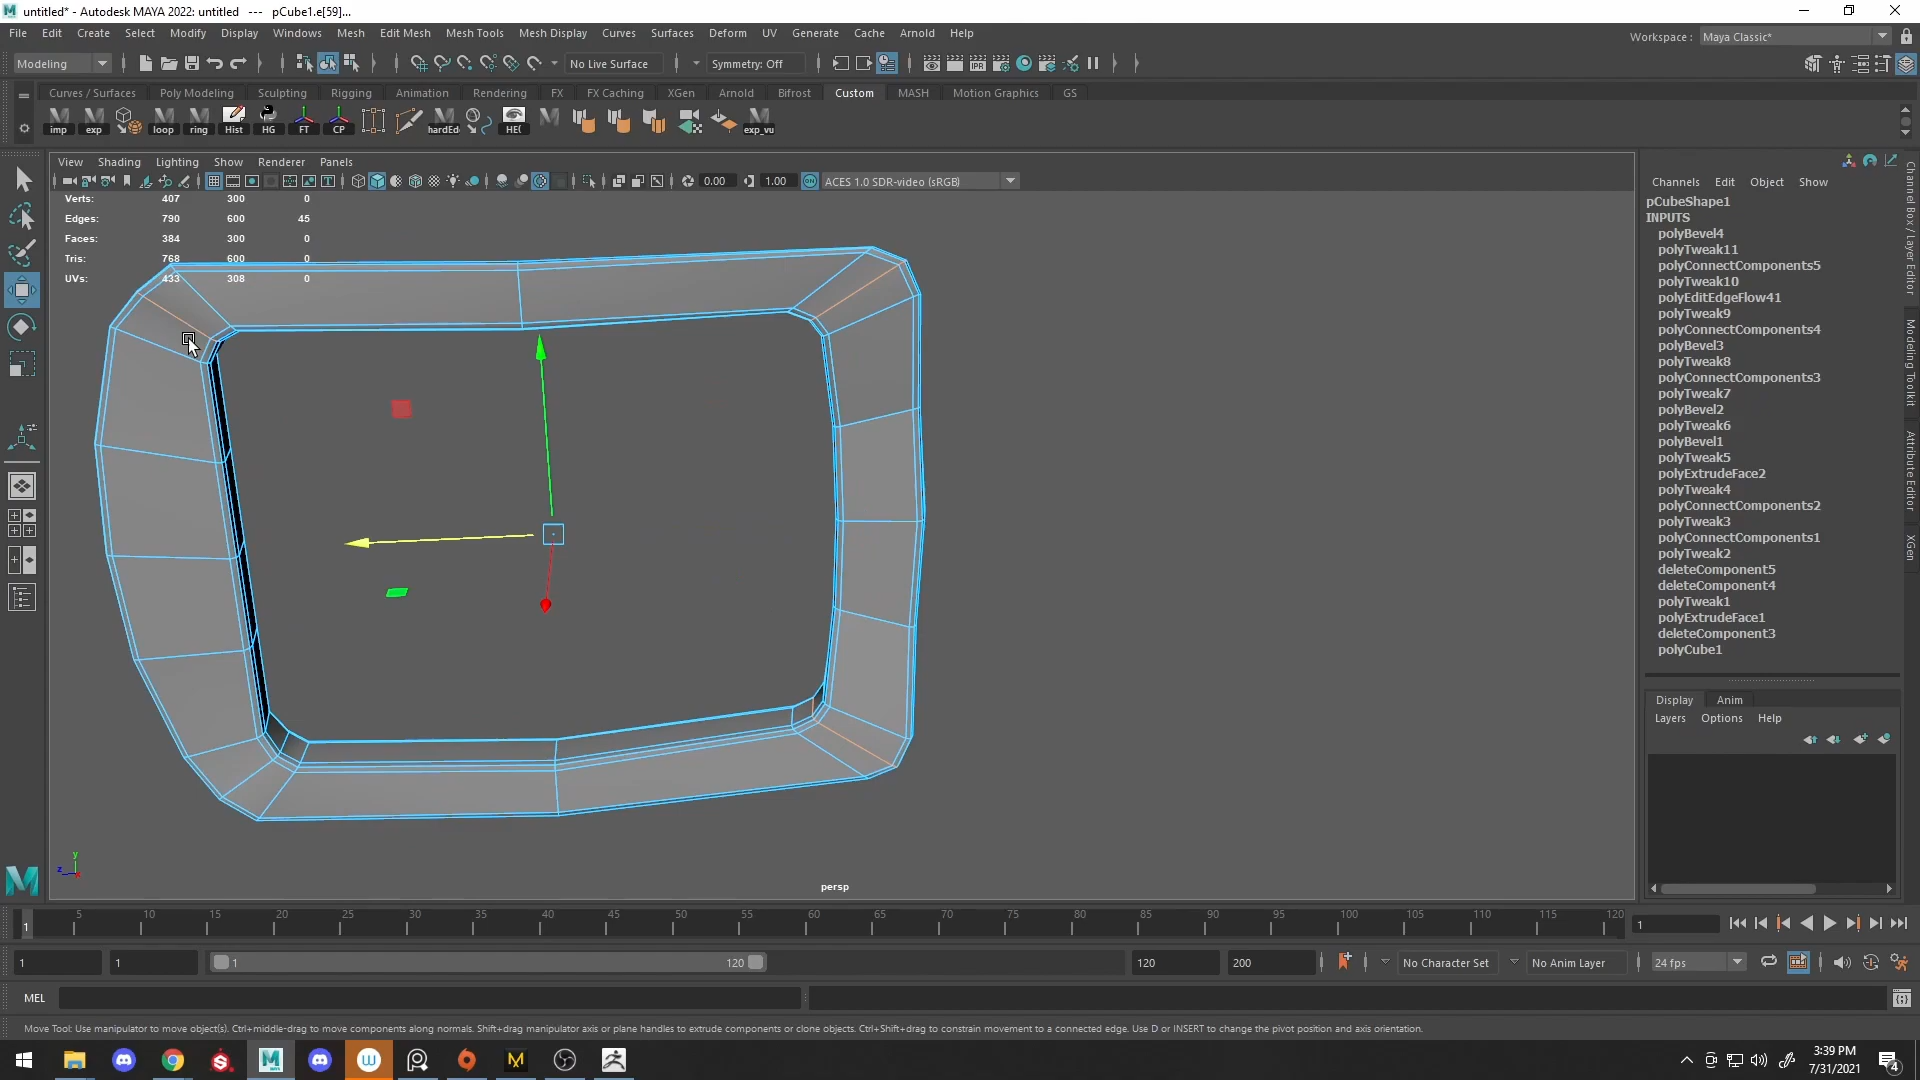 untitled* - Autodesk MAYA 2022: untitled --- pCube1.e[59]...
File Edit Create Select Modify Display Windows Mesh Edit Mesh Mesh Tools Mesh Display Curves Surfaces Deform UV Generate Cache Arnold Help
Workspace : Maya Classic*
Modeling No Live Surface Symmetry: Off
Curves / Surfaces Poly Modeling Sculpting Rigging Animation Rendering FX FX Caching XGen Arnold Bifrost Custom MASH Motion Graphics GS
imp exp loop ring Hist HG FT CP hardEd HE( exp_vu
View Shading Lighting Show Renderer Panels
0.00 1.00 ACES 1.0 SDR-video (sRGB)
Verts: 407 300 0
Edges: 790 600 45
Faces: 384 300 0
Tris: 768 600 0
UVs: 433 308 0
persp
y
z
x
Channels Edit Object Show
pCubeShape1
INPUTS
polyBevel4
polyTweak11
polyConnectComponents5
polyTweak10
polyEditEdgeFlow41
polyTweak9
polyConnectComponents4
polyBevel3
polyTweak8
polyConnectComponents3
polyTweak7
polyBevel2
polyTweak6
polyBevel1
polyTweak5
polyExtrudeFace2
polyTweak4
polyConnectComponents2
polyTweak3
polyConnectComponents1
polyTweak2
deleteComponent5
deleteComponent4
polyTweak1
polyExtrudeFace1
deleteComponent3
polyCube1
Display Anim
Layers Options Help
Channel Box / Layer Editor
Modeling Toolkit
Attribute Editor
XGen
1 5 10 15 20 25 30 35 40 45 50 55 60 65 70 75 80 85 90 95 100 105 110 115 120 1
1 1 1 120 120 200 No Character Set No Anim Layer 24 fps
MEL
Move Tool: Use manipulator to move object(s). Ctrl+middle-drag to move components along normals. Shift+drag manipulator axis or plane handles to extrude components or clone objects. Ctrl+Shift+drag to constrain movement to a connected edge. Use D or INSERT to change the pivot position and axis orientation.
3:39 PM
7/31/2021
4